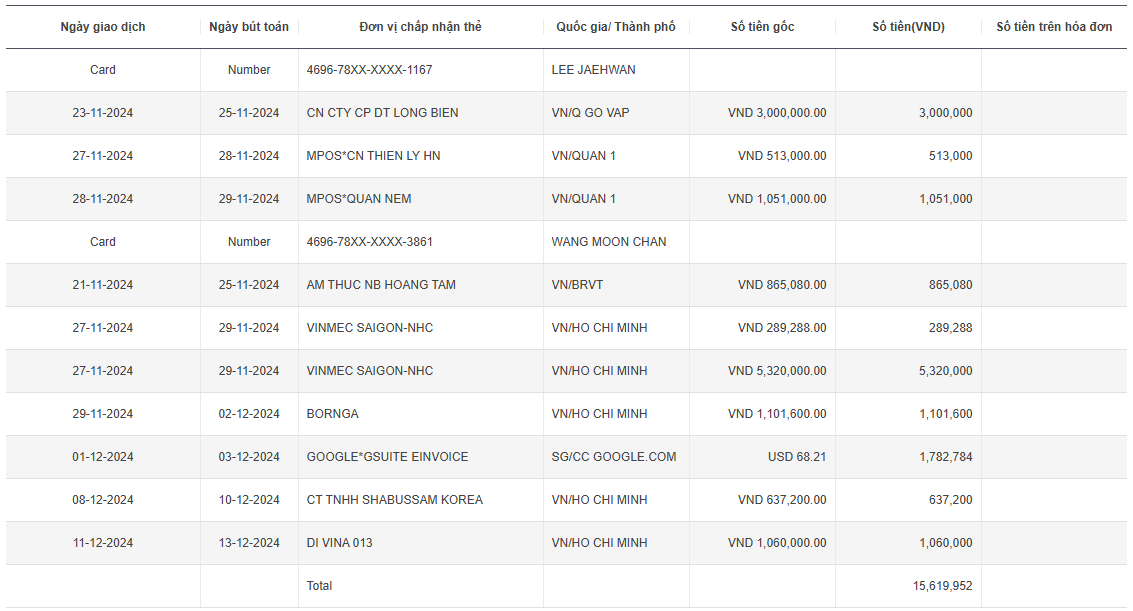 Ngày giao dịch Ngày bút toán Đơn vị chấp nhận thẻ Quốc gia/ Thành phố Số tiền gốc Số tiền(VND) Số tiền trên hóa đơn
Card Number 4696-78XX-XXXX-1167 LEE JAEHWAN
23-11-2024 25-11-2024 CN CTY CP DT LONG BIEN VN/Q GO VAP VND 3,000,000.00 3,000,000
27-11-2024 28-11-2024 MPOS*CN THIEN LY HN VN/QUAN 1 VND 513,000.00 513,000
28-11-2024 29-11-2024 MPOS*QUAN NEM VN/QUAN 1 VND 1,051,000.00 1,051,000
Card Number 4696-78XX-XXXX-3861 WANG MOON CHAN
21-11-2024 25-11-2024 AM THUC NB HOANG TAM VN/BRVT VND 865,080.00 865,080
27-11-2024 29-11-2024 VINMEC SAIGON-NHC VN/HO CHI MINH VND 289,288.00 289,288
27-11-2024 29-11-2024 VINMEC SAIGON-NHC VN/HO CHI MINH VND 5,320,000.00 5,320,000
29-11-2024 02-12-2024 BORNGA VN/HO CHI MINH VND 1,101,600.00 1,101,600
01-12-2024 03-12-2024 GOOGLE*GSUITE EINVOICE SG/CC GOOGLE.COM USD 68.21 1,782,784
08-12-2024 10-12-2024 CT TNHH SHABUSSAM KOREA VN/HO CHI MINH VND 637,200.00 637,200
11-12-2024 13-12-2024 DI VINA 013 VN/HO CHI MINH VND 1,060,000.00 1,060,000
Total 15,619,952